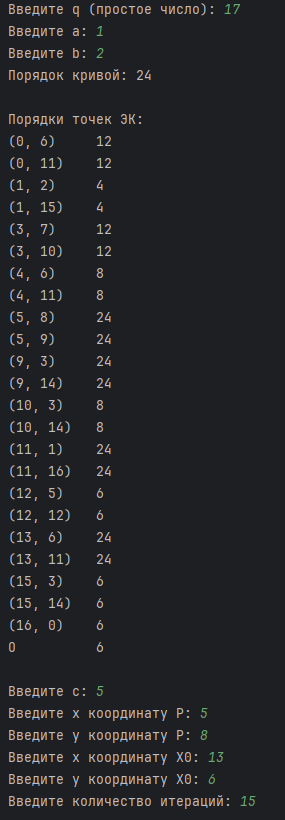 Введите q (простое число): 17
Введите a: 1
Введите b: 2
Порядок кривой: 24
Порядки точек ЭК:
(0, 6) 12
(0, 11) 12
(1, 2) 4
(1, 15) 4
(3, 7) 12
(3, 10) 12
(4, 6) 8
(4, 11) 8
(5, 8) 24
(5, 9) 24
(9, 3) 24
(9, 14) 24
(10, 3) 8
(10, 14) 8
(11, 1) 24
(11, 16) 24
(12, 5) 6
(12, 12) 6
(13, 6) 24
(13, 11) 24
(15, 3) 6
(15, 14) 6
(16, 0) 6
O 6
Введите c: 5
Введите x координату P: 5
Введите y координату P: 8
Введите x координату X0: 13
Введите y координату X0: 6
Введите количество итераций: 15